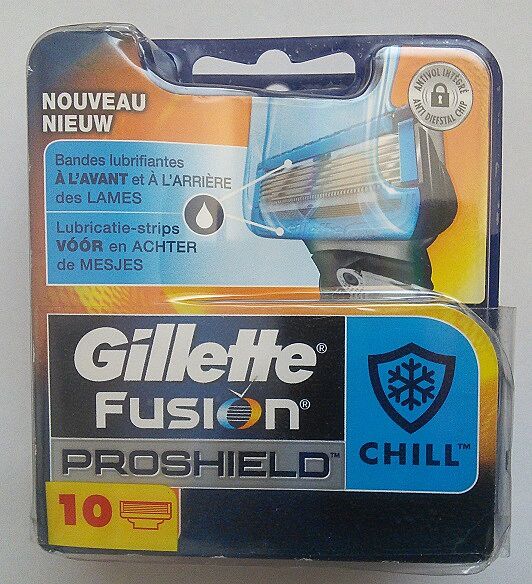 NOUVEAU
NIEUW
ANTIVOL INTÉGRÉ
ANTI DIEFSTAL CHIP
Bandes lubrifiantes
À L'AVANT et À L'ARRIÈRE
des LAMES
Lubricatie-strips
VÓÓR en ACHTER
de MESJES
Gillette®
FUSION®
PROSHIELD™
CHILL™
10